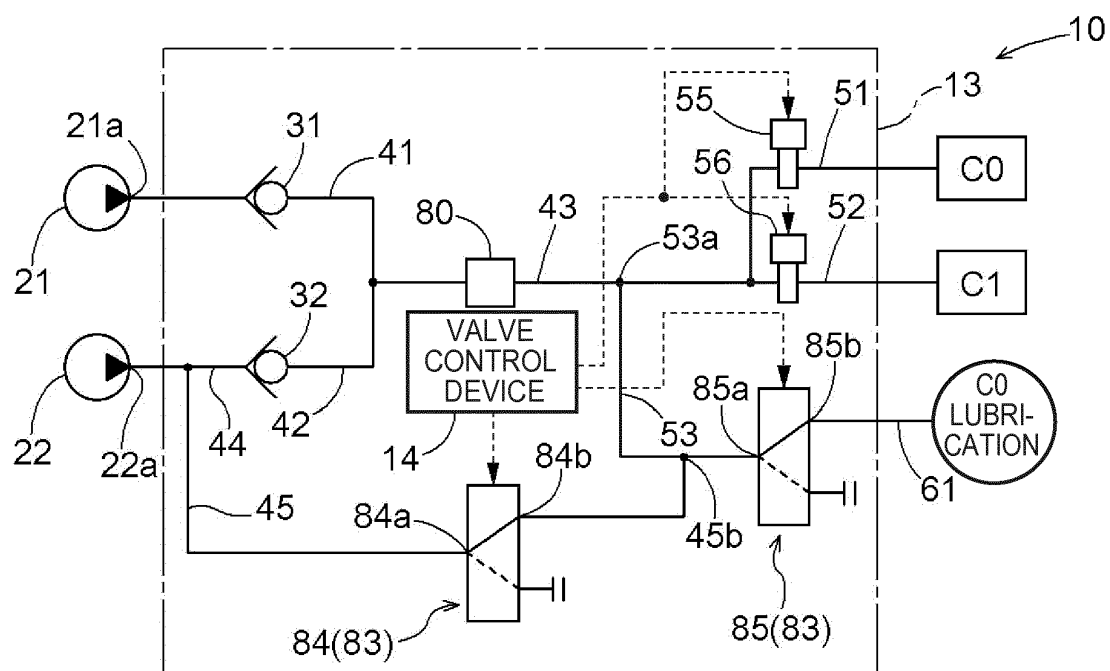 10
21a
31
41
55
51
13
C0
80
43
53a
56
52
21
C1
32
VALVE
CONTROL
DEVICE
85b
85a
C0
LUBRI-
CATION
22
22a
44
42
14
84b
53
61
45
84a
45b
84(83)
85(83)